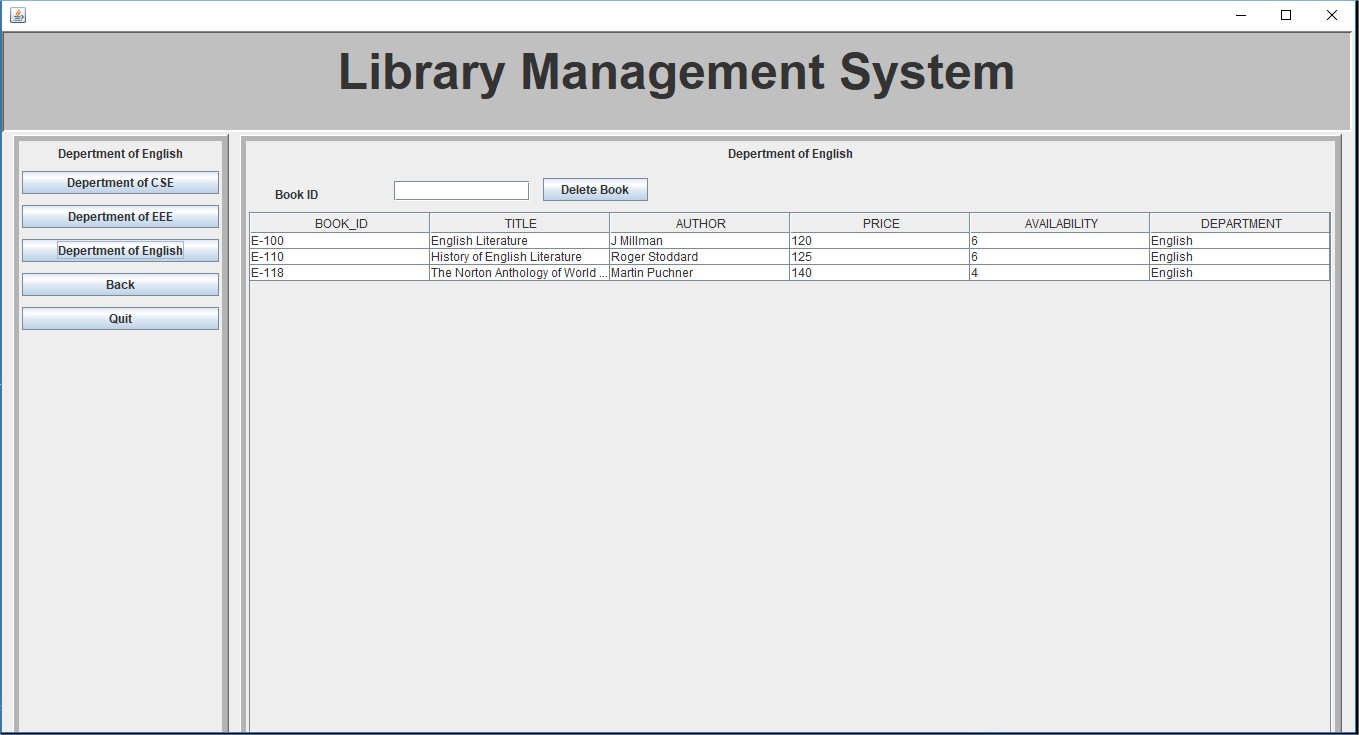 Library Management System
Depertment of English
Depertment of CSE
Depertment of EEE
Depertment of English
Back
Quit
Depertment of English
Book ID
Delete Book
BOOK_ID TITLE AUTHOR PRICE AVAILABILITY DEPARTMENT
E-100 English Literature J Millman 120 6 English
E-110 History of English Literature Roger Stoddard 125 6 English
E-118 The Norton Anthology of World ... Martin Puchner 140 4 English